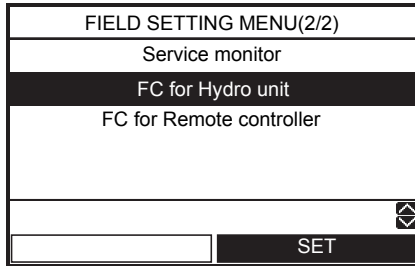 FIELD SETTING MENU(2/2)
Service monitor
FC for Hydro unit
FC for Remote controller
SET